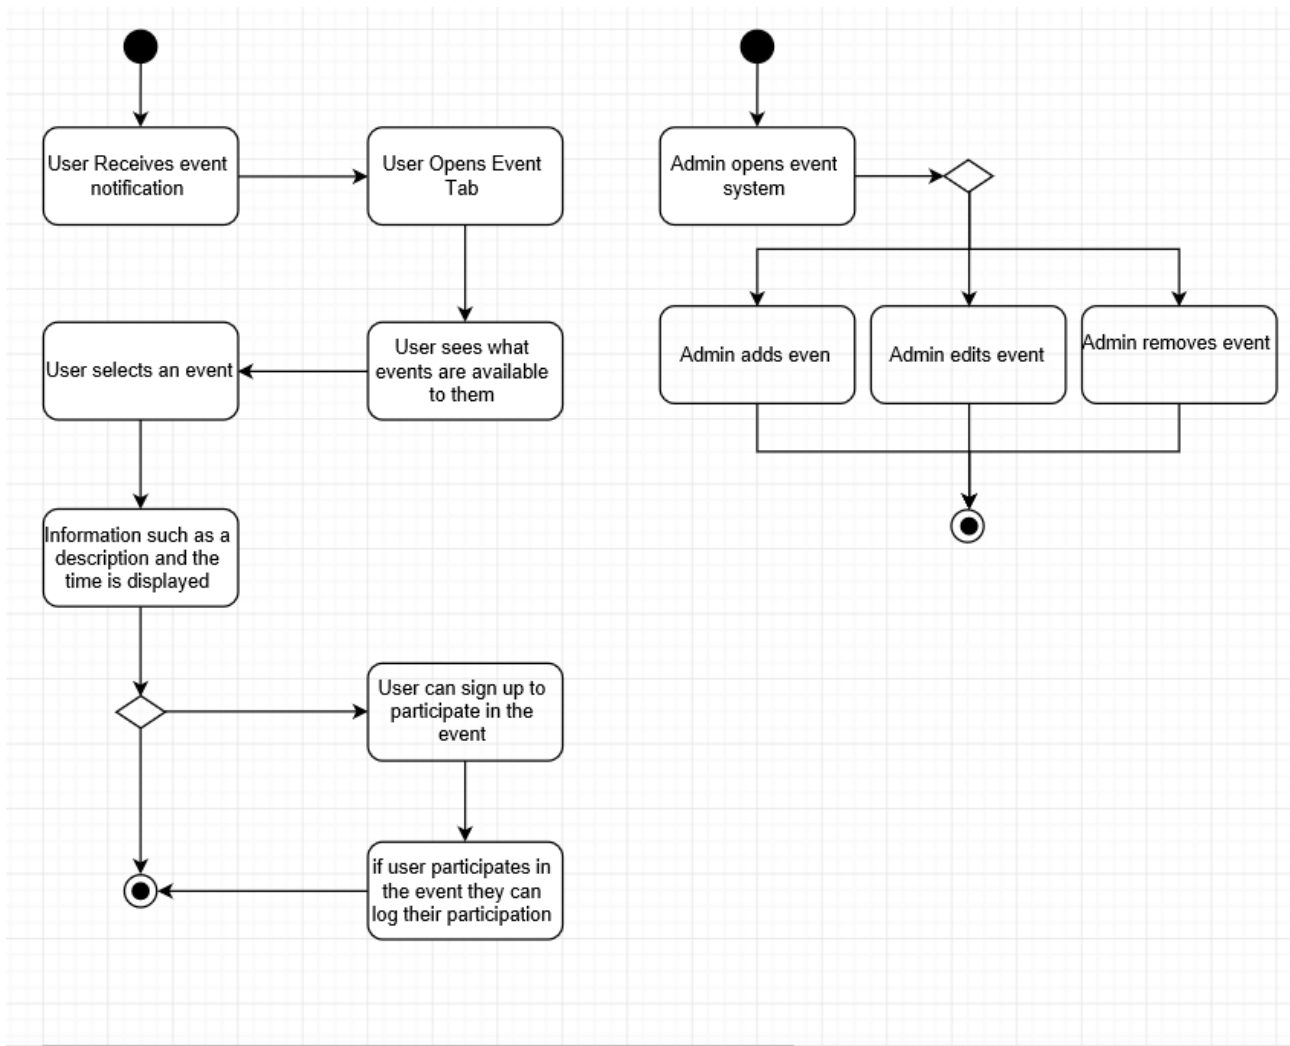 User Receives event
notification
User Opens Event
Tab
User sees what
events are available
to them
User selects an event
Information such as a
description and the
time is displayed
User can sign up to
participate in the
event
if user participates in
the event they can
log their participation
Admin opens event
system
Admin adds even
Admin edits event
Admin removes event